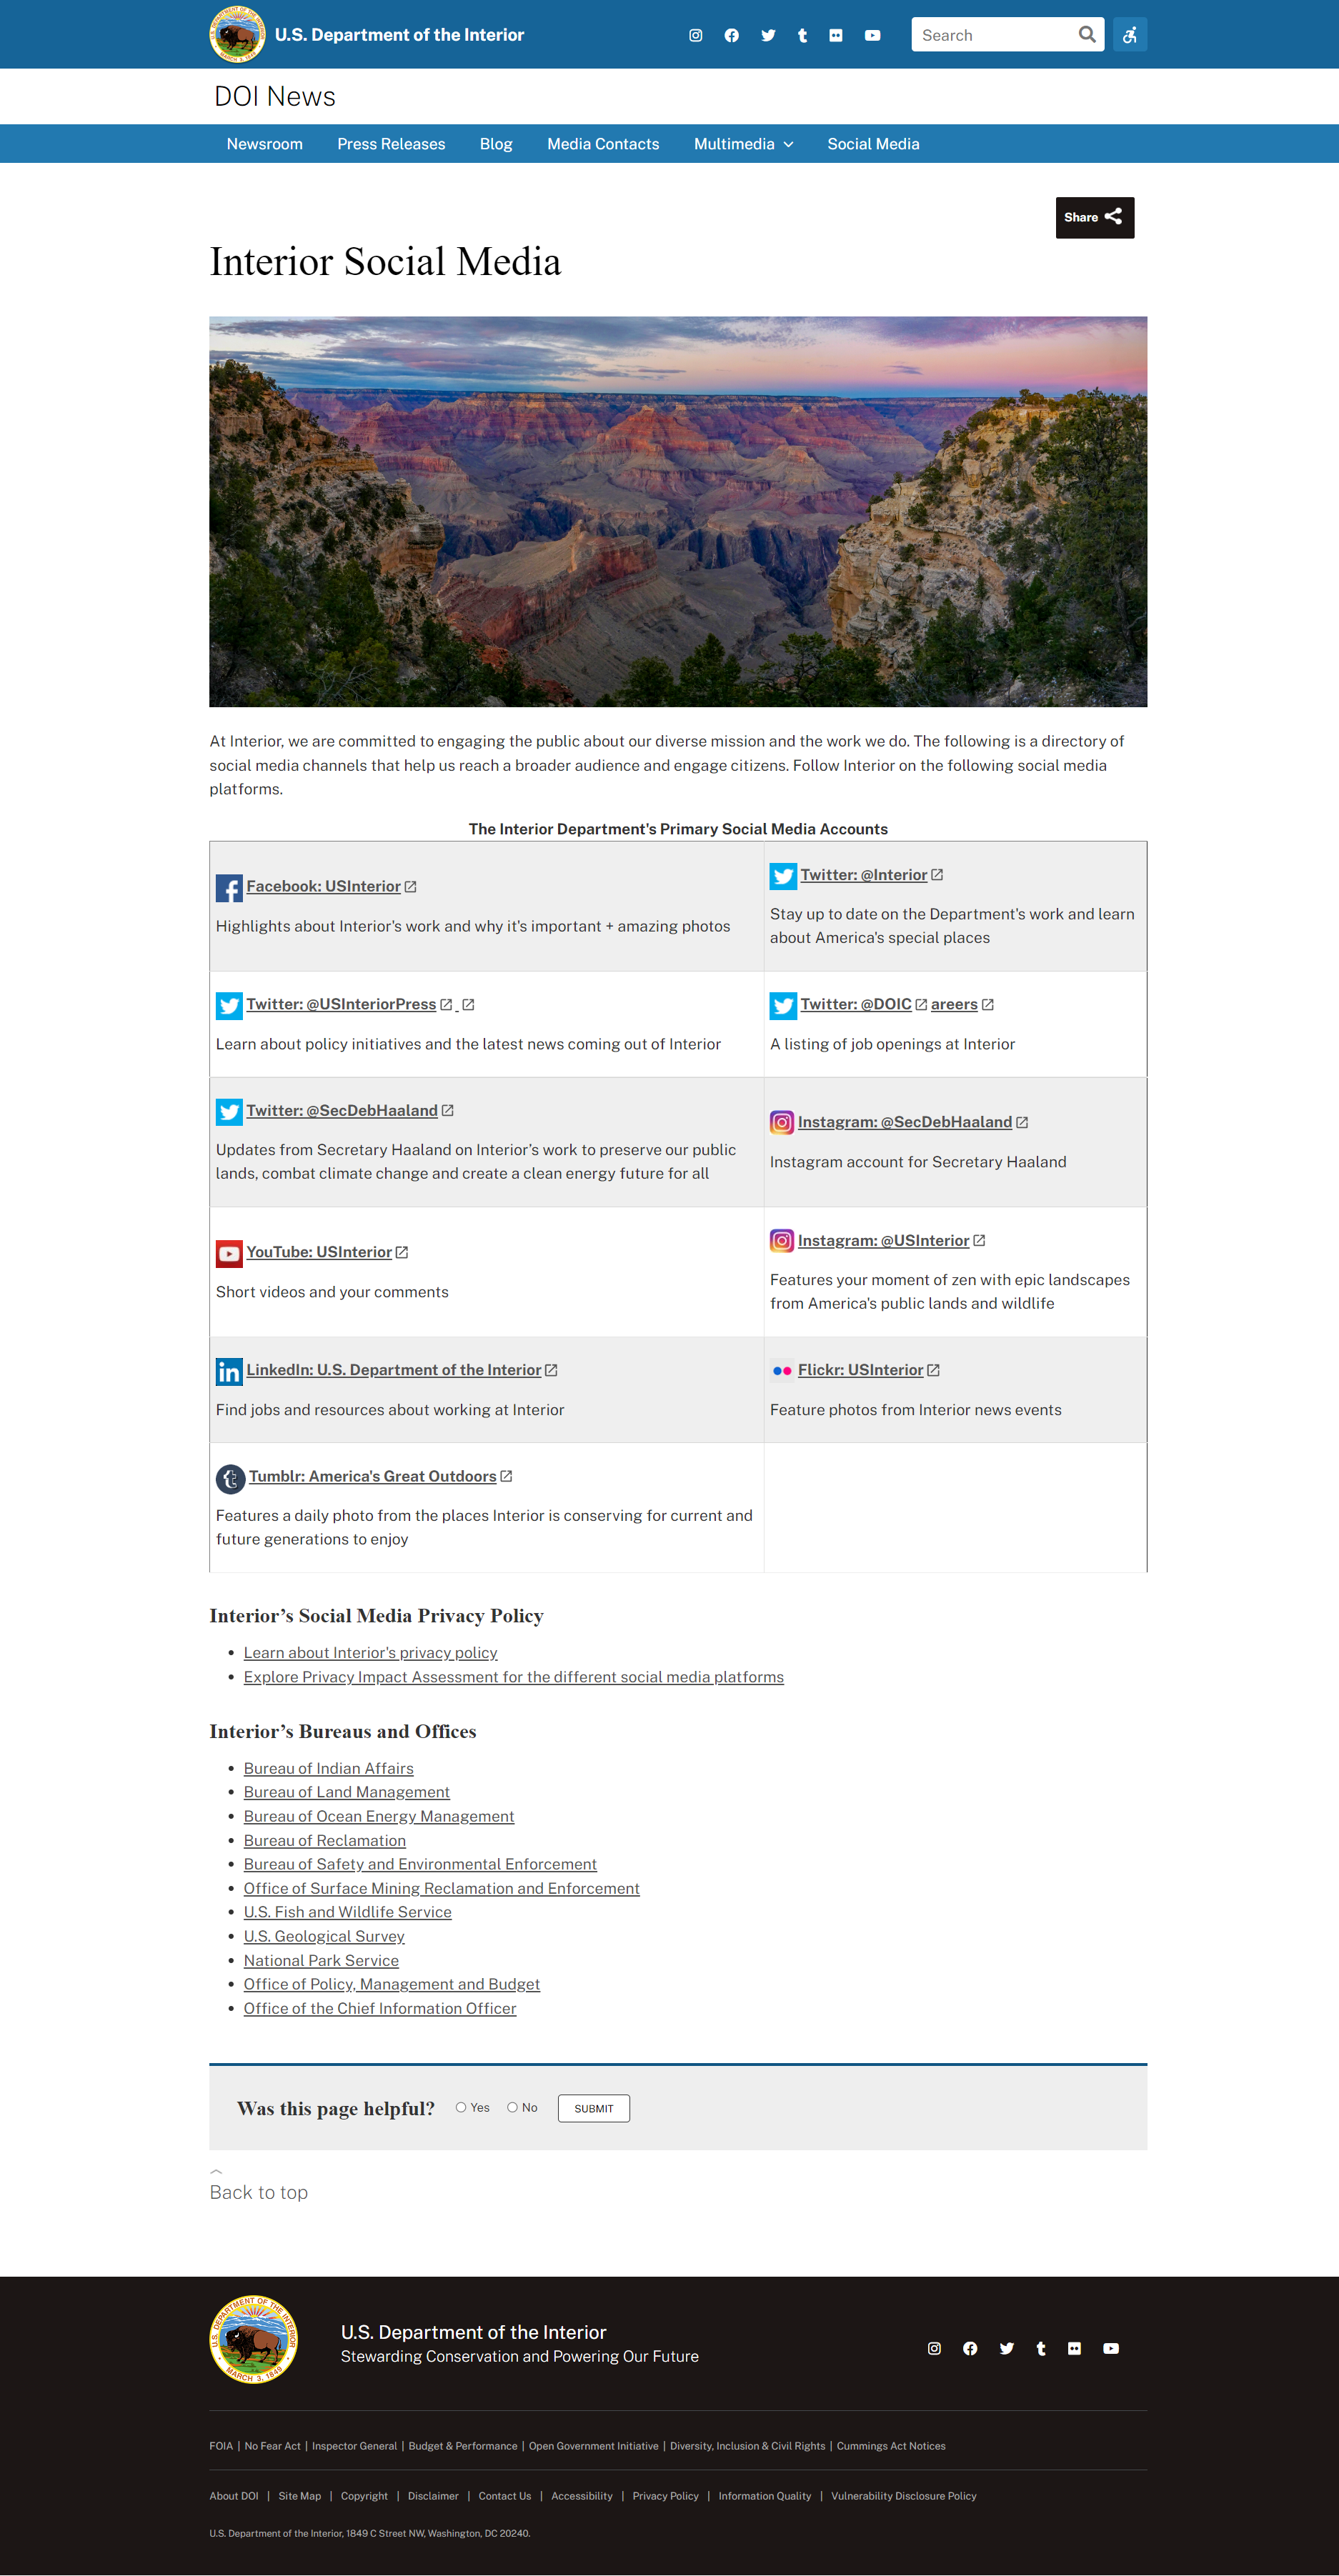 U.S. Department of the Interior
Search
DOI News
Newsroom
Press Releases
Blog
Media Contacts
Multimedia
Social Media
Share
Interior Social Media
At Interior, we are committed to engaging the public about our diverse mission and the work we do. The following is a directory of
social media channels that help us reach a broader audience and engage citizens. Follow Interior on the following social media
platforms.
The Interior Department's Primary Social Media Accounts
Facebook: USInterior
Highlights about Interior's work and why it's important + amazing photos
Twitter: @Interior
Stay up to date on the Department's work and learn
about America's special places
Twitter: @USInteriorPress
Learn about policy initiatives and the latest news coming out of Interior
Twitter: @DOIC areers
A listing of job openings at Interior
Twitter: @SecDebHaaland
Updates from Secretary Haaland on Interior’s work to preserve our public
lands, combat climate change and create a clean energy future for all
Instagram: @SecDebHaaland
Instagram account for Secretary Haaland
YouTube: USInterior
Short videos and your comments
Instagram: @USInterior
Features your moment of zen with epic landscapes
from America's public lands and wildlife
LinkedIn: U.S. Department of the Interior
Find jobs and resources about working at Interior
Flickr: USInterior
Feature photos from Interior news events
Tumblr: America's Great Outdoors
Features a daily photo from the places Interior is conserving for current and
future generations to enjoy
Interior’s Social Media Privacy Policy
Learn about Interior's privacy policy
Explore Privacy Impact Assessment for the different social media platforms
Interior’s Bureaus and Offices
Bureau of Indian Affairs
Bureau of Land Management
Bureau of Ocean Energy Management
Bureau of Reclamation
Bureau of Safety and Environmental Enforcement
Office of Surface Mining Reclamation and Enforcement
U.S. Fish and Wildlife Service
U.S. Geological Survey
National Park Service
Office of Policy, Management and Budget
Office of the Chief Information Officer
Was this page helpful?
Yes
No
SUBMIT
Back to top
U.S. DEPARTMENT OF THE INTERIOR
MARCH 3, 1849
U.S. Department of the Interior
Stewarding Conservation and Powering Our Future
FOIA | No Fear Act | Inspector General | Budget & Performance | Open Government Initiative | Diversity, Inclusion & Civil Rights | Cummings Act Notices
About DOI | Site Map | Copyright | Disclaimer | Contact Us | Accessibility | Privacy Policy | Information Quality | Vulnerability Disclosure Policy
U.S. Department of the Interior, 1849 C Street NW, Washington, DC 20240.